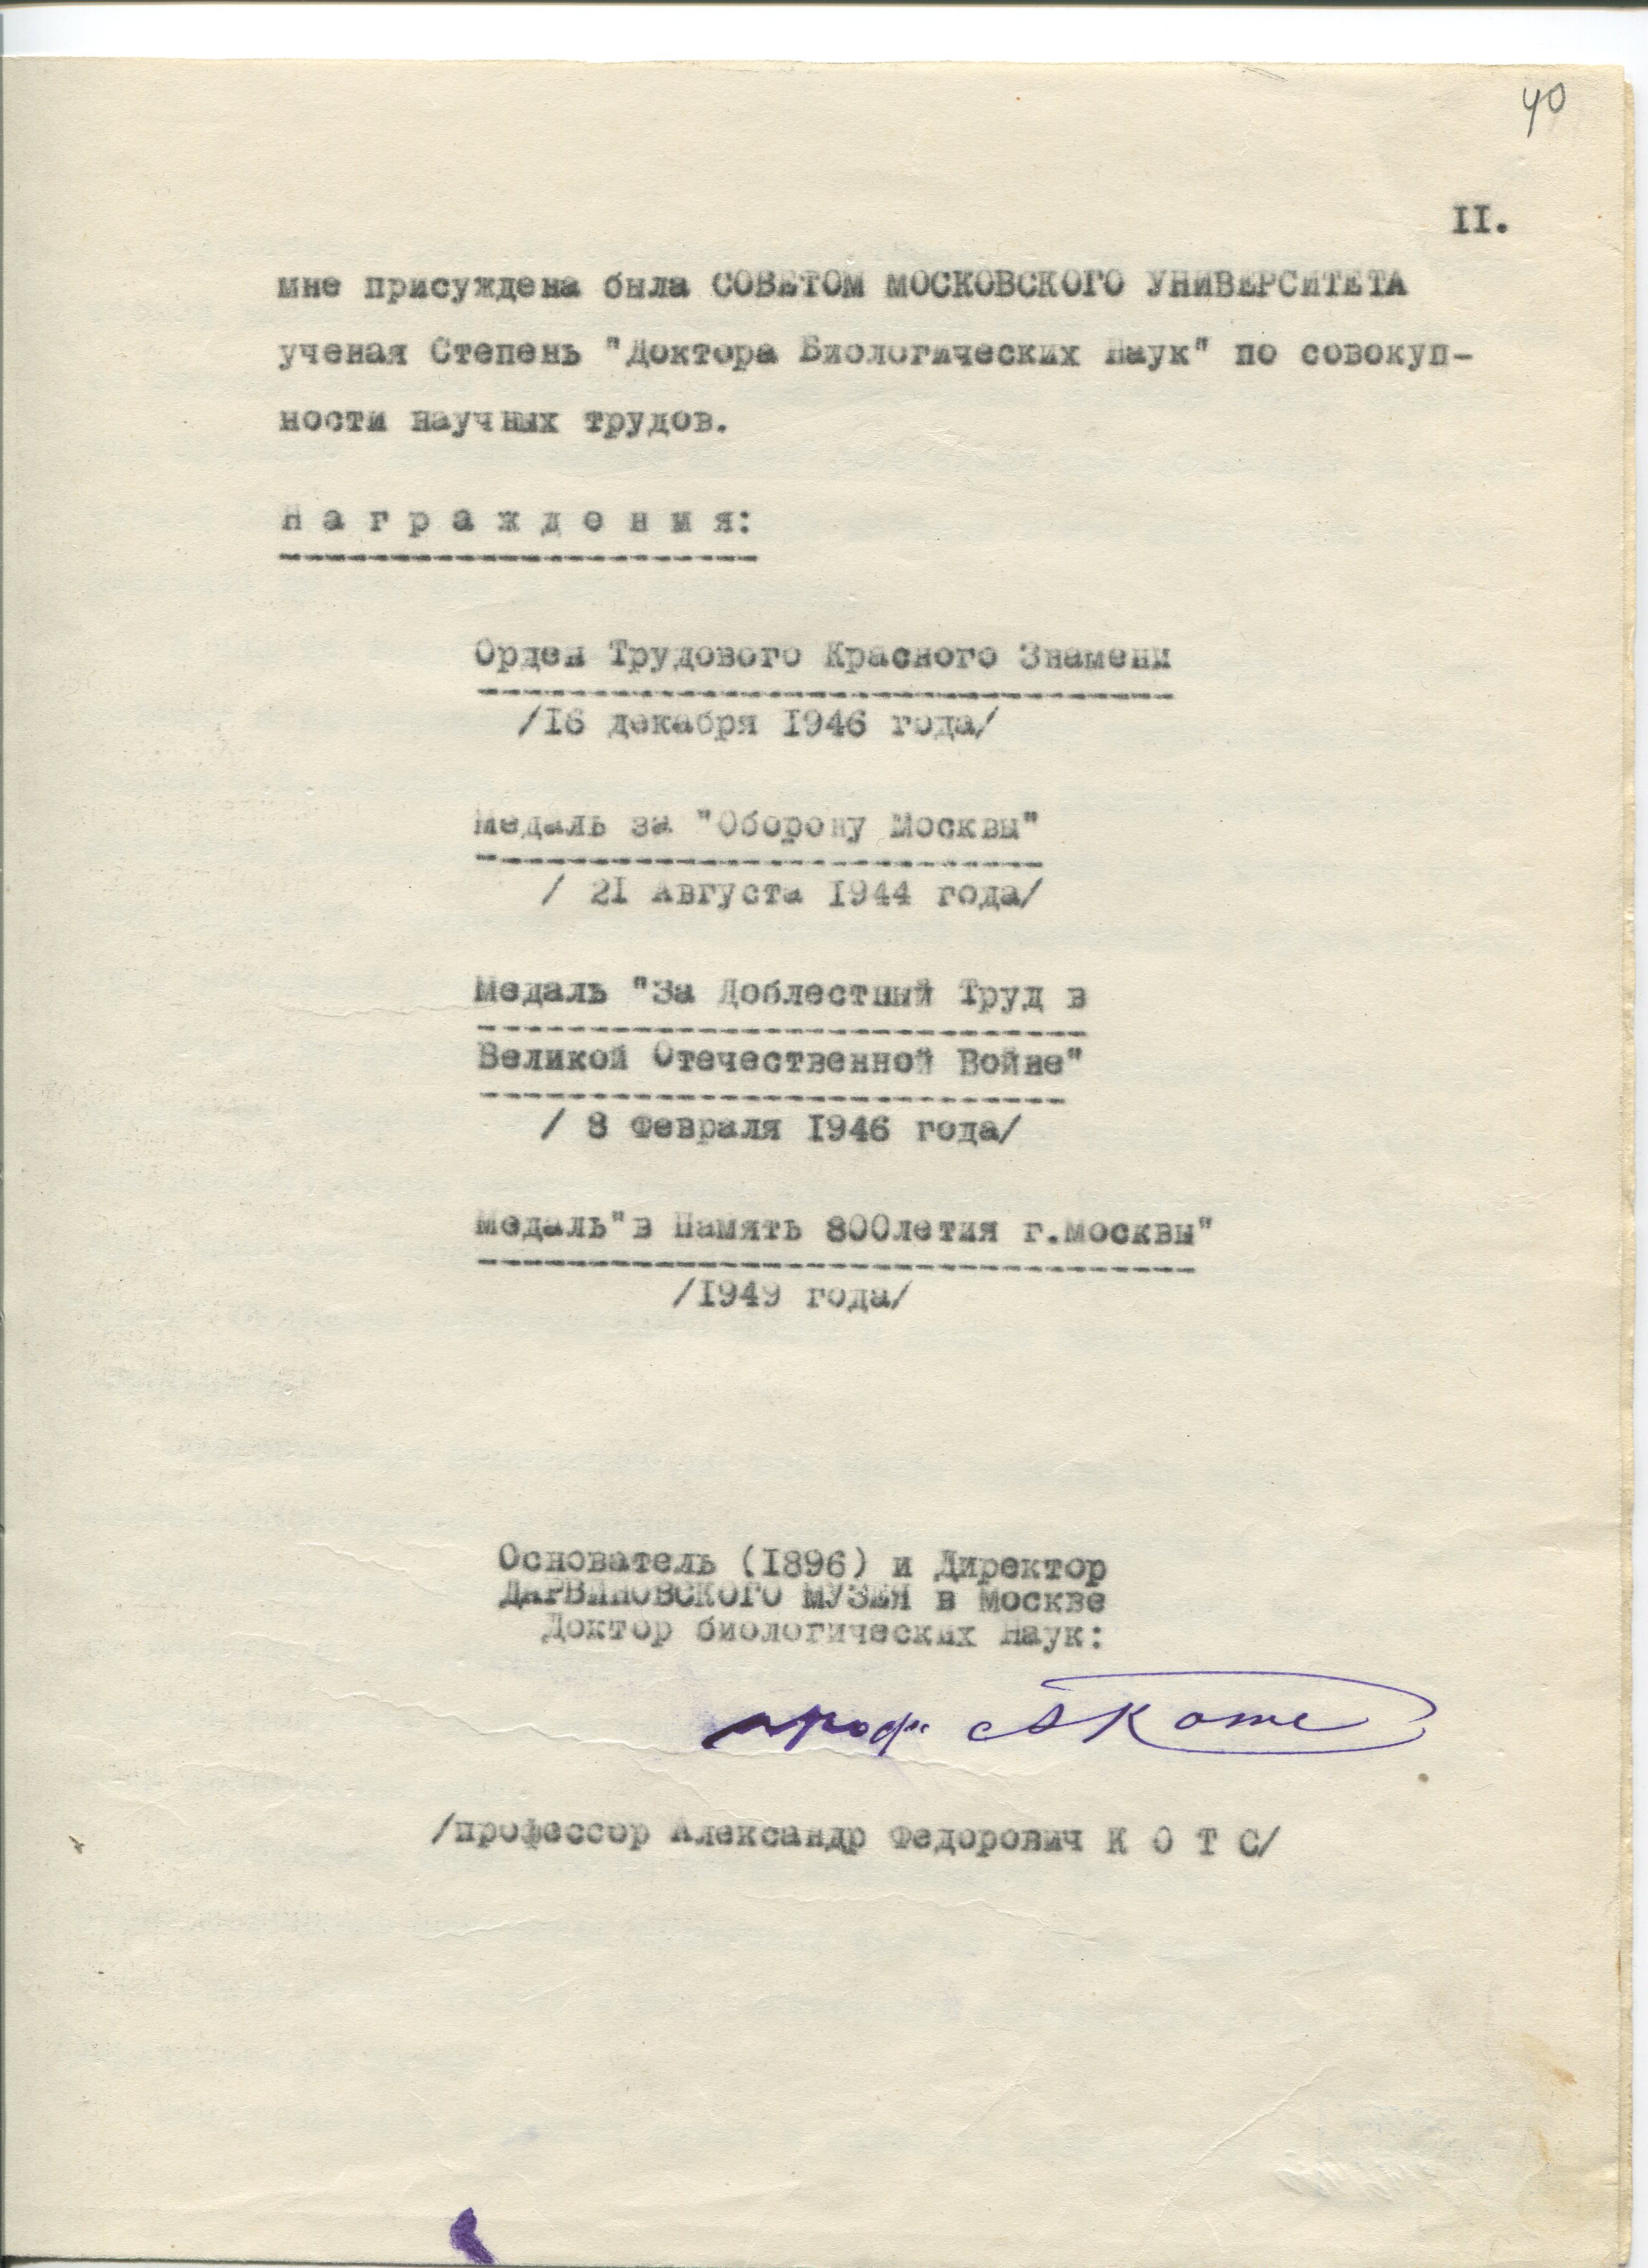 40
II.
мне присуждена была СОВЕТОМ МОСКОВСКОГО УНИВЕРСИТЕТА
ученая Степень "Доктора Биологических Наук" по совокуп-
ности научных трудов.
Н а г р а ж д е н и я:
Орден Трудового Красного Знамени
/16 декабря 1946 года/
Медаль за "Оборону Москвы"
/ 21 Августа 1944 года/
Медаль "За Доблестный Труд в
Великой Отечественной Войне"
/ 8 Февраля 1946 года/
Медаль"в Память 800летия г.Москвы"
/1949 года/
Основатель (1896) и Директор
ДАРВИНОВСКОГО МУЗЕЯ в Москве
Доктор биологических Наук:
проф. А Котс
/профессор Александр Федорович К О Т С/